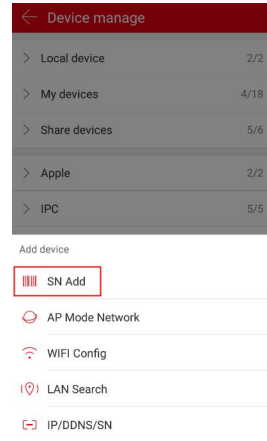 Device manage
Local device 2/2
My devices 4/18
Share devices 5/6
Apple 2/2
IPC 5/5
Add device
SN Add
AP Mode Network
WIFI Config
LAN Search
IP/DDNS/SN